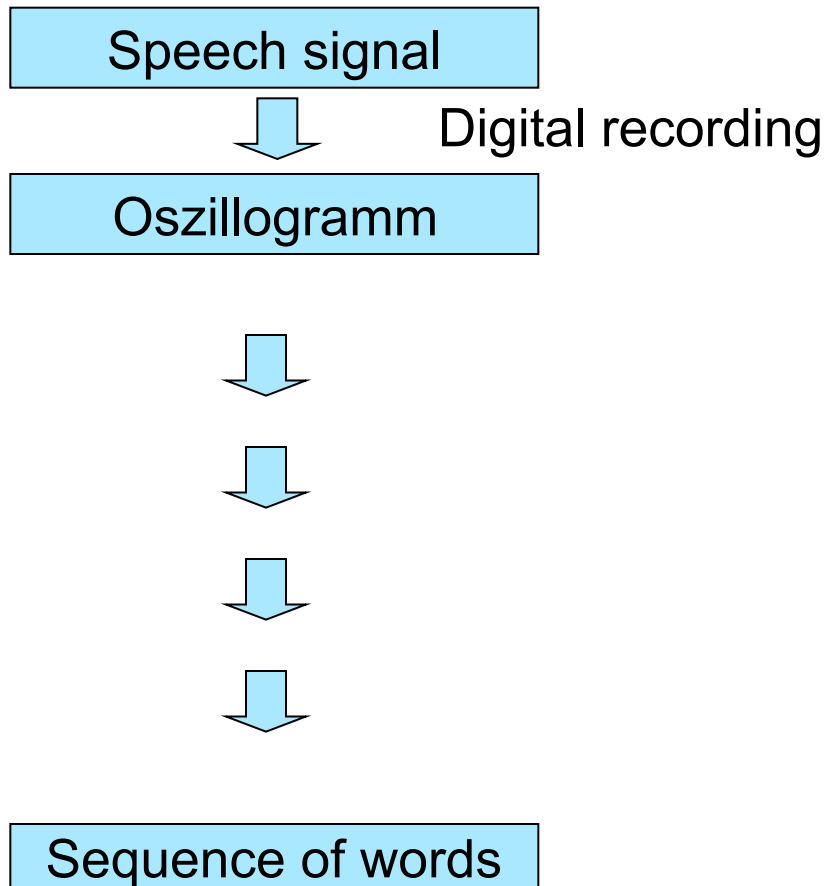 Speech signal
Digital recording
Oszillogramm
Sequence of words